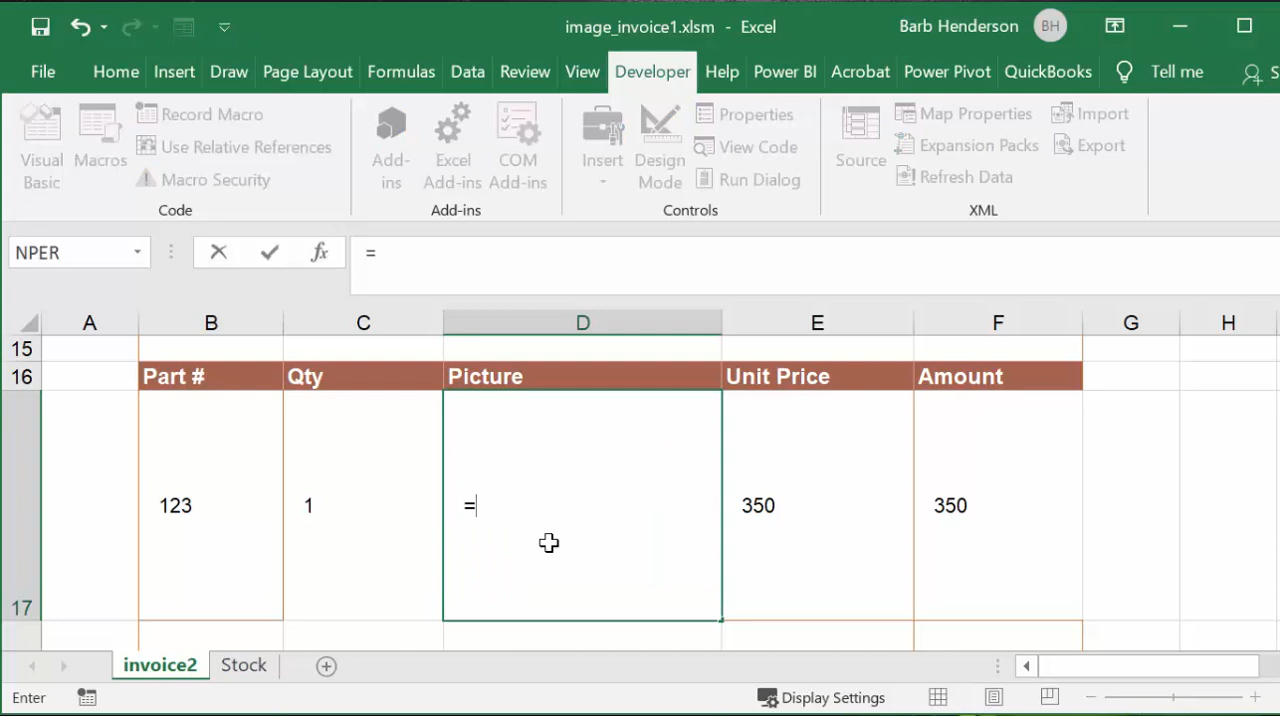 image_invoice1.xlsm - Excel
Barb Henderson BH
File Home Insert Draw Page Layout Formulas Data Review View Developer Help Power BI Acrobat Power Pivot QuickBooks Tell me S
Visual Basic
Macros
Record Macro
Use Relative References
Macro Security
Code
Add-ins
Excel Add-ins
COM Add-ins
Add-ins
Insert
Design Mode
Properties
View Code
Run Dialog
Controls
Source
Map Properties
Expansion Packs
Refresh Data
Import
Export
XML
NPER fx =
A B C D E F G H
15
16 Part # Qty Picture Unit Price Amount
123 1 = 350 350
17
invoice2 Stock
Enter Display Settings